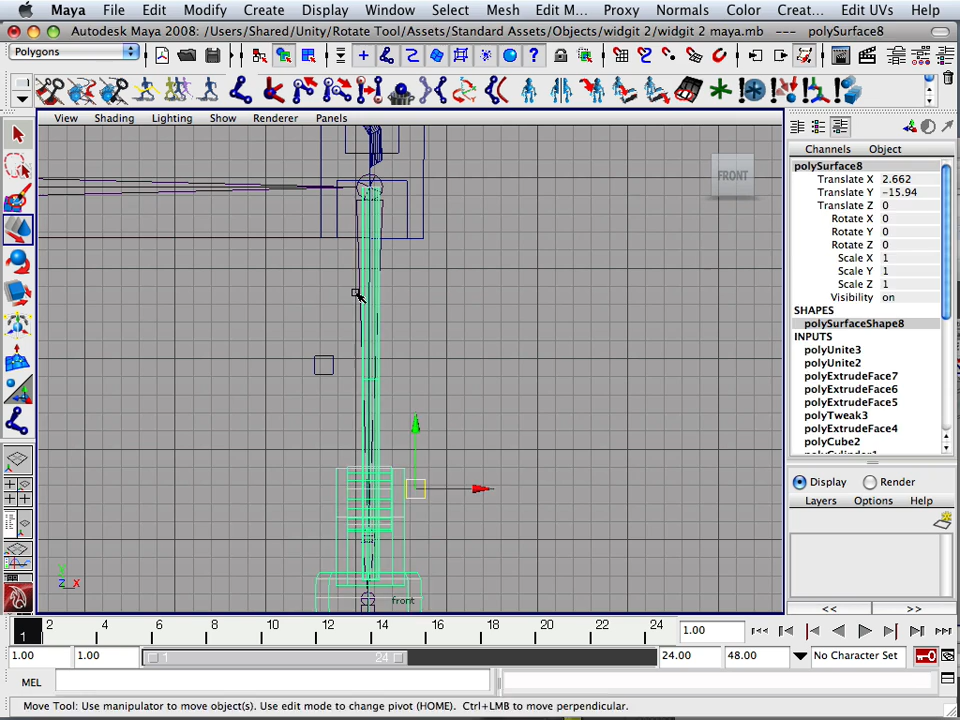 Maya File Edit Modify Create Display Window Select Mesh Edit M... Proxy Normals Color Creat... Edit UVs Help
Autodesk Maya 2008: /Users/Shared/Unity/Rotate Tool/Assets/Standard Assets/Objects/widgit 2/widgit 2 maya.mb --- polySurface8
Polygons
View Shading Lighting Show Renderer Panels
FRONT
front
Channels Object
polySurface8
Translate X 2.662
Translate Y -15.94
Translate Z 0
Rotate X 0
Rotate Y 0
Rotate Z 0
Scale X 1
Scale Y 1
Scale Z 1
Visibility on
SHAPES
polySurfaceShape8
INPUTS
polyUnite3
polyUnite2
polyExtrudeFace7
polyExtrudeFace6
polyExtrudeFace5
polyTweak3
polyExtrudeFace4
polyCube2
polyCylinder1
Display Render
Layers Options Help
<< >>
Y
Z X
1 2 4 6 8 10 12 14 16 18 20 22 24 1.00
1.00 1.00 1 24 24.00 48.00 No Character Set
MEL
Move Tool: Use manipulator to move object(s). Use edit mode to change pivot (HOME). Ctrl+LMB to move perpendicular.